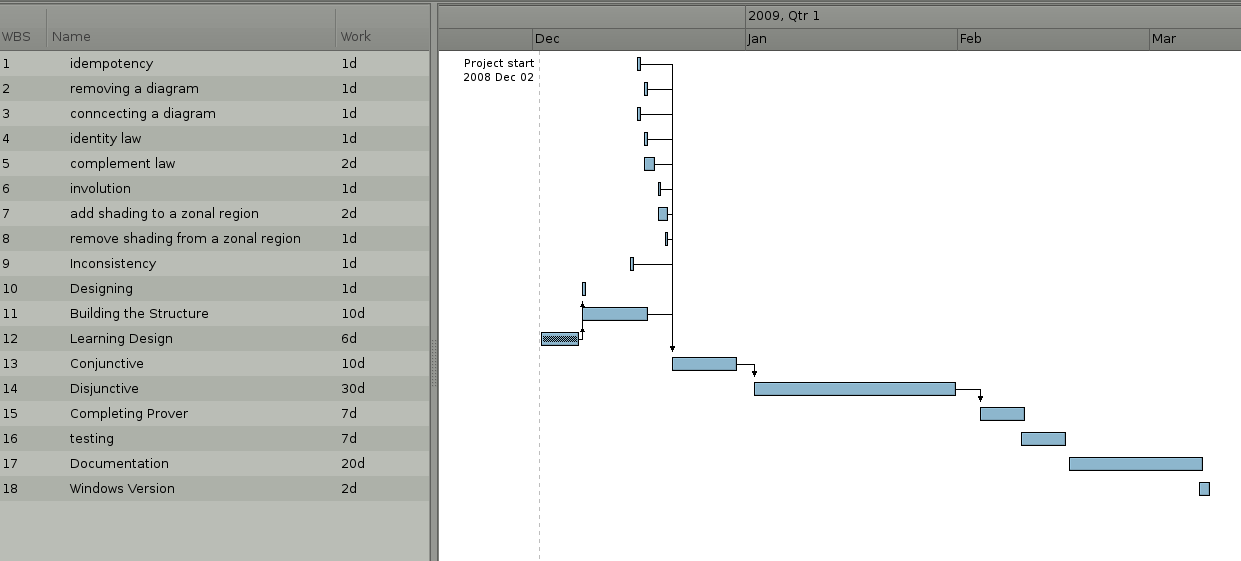 2009, Qtr 1
WBS Name Work Dec Jan Feb Mar
1 idempotency 1d Project start
2008 Dec 02
2 removing a diagram 1d
3 conncecting a diagram 1d
4 identity law 1d
5 complement law 2d
6 involution 1d
7 add shading to a zonal region 2d
8 remove shading from a zonal region 1d
9 Inconsistency 1d
10 Designing 1d
11 Building the Structure 10d
12 Learning Design 6d
13 Conjunctive 10d
14 Disjunctive 30d
15 Completing Prover 7d
16 testing 7d
17 Documentation 20d
18 Windows Version 2d